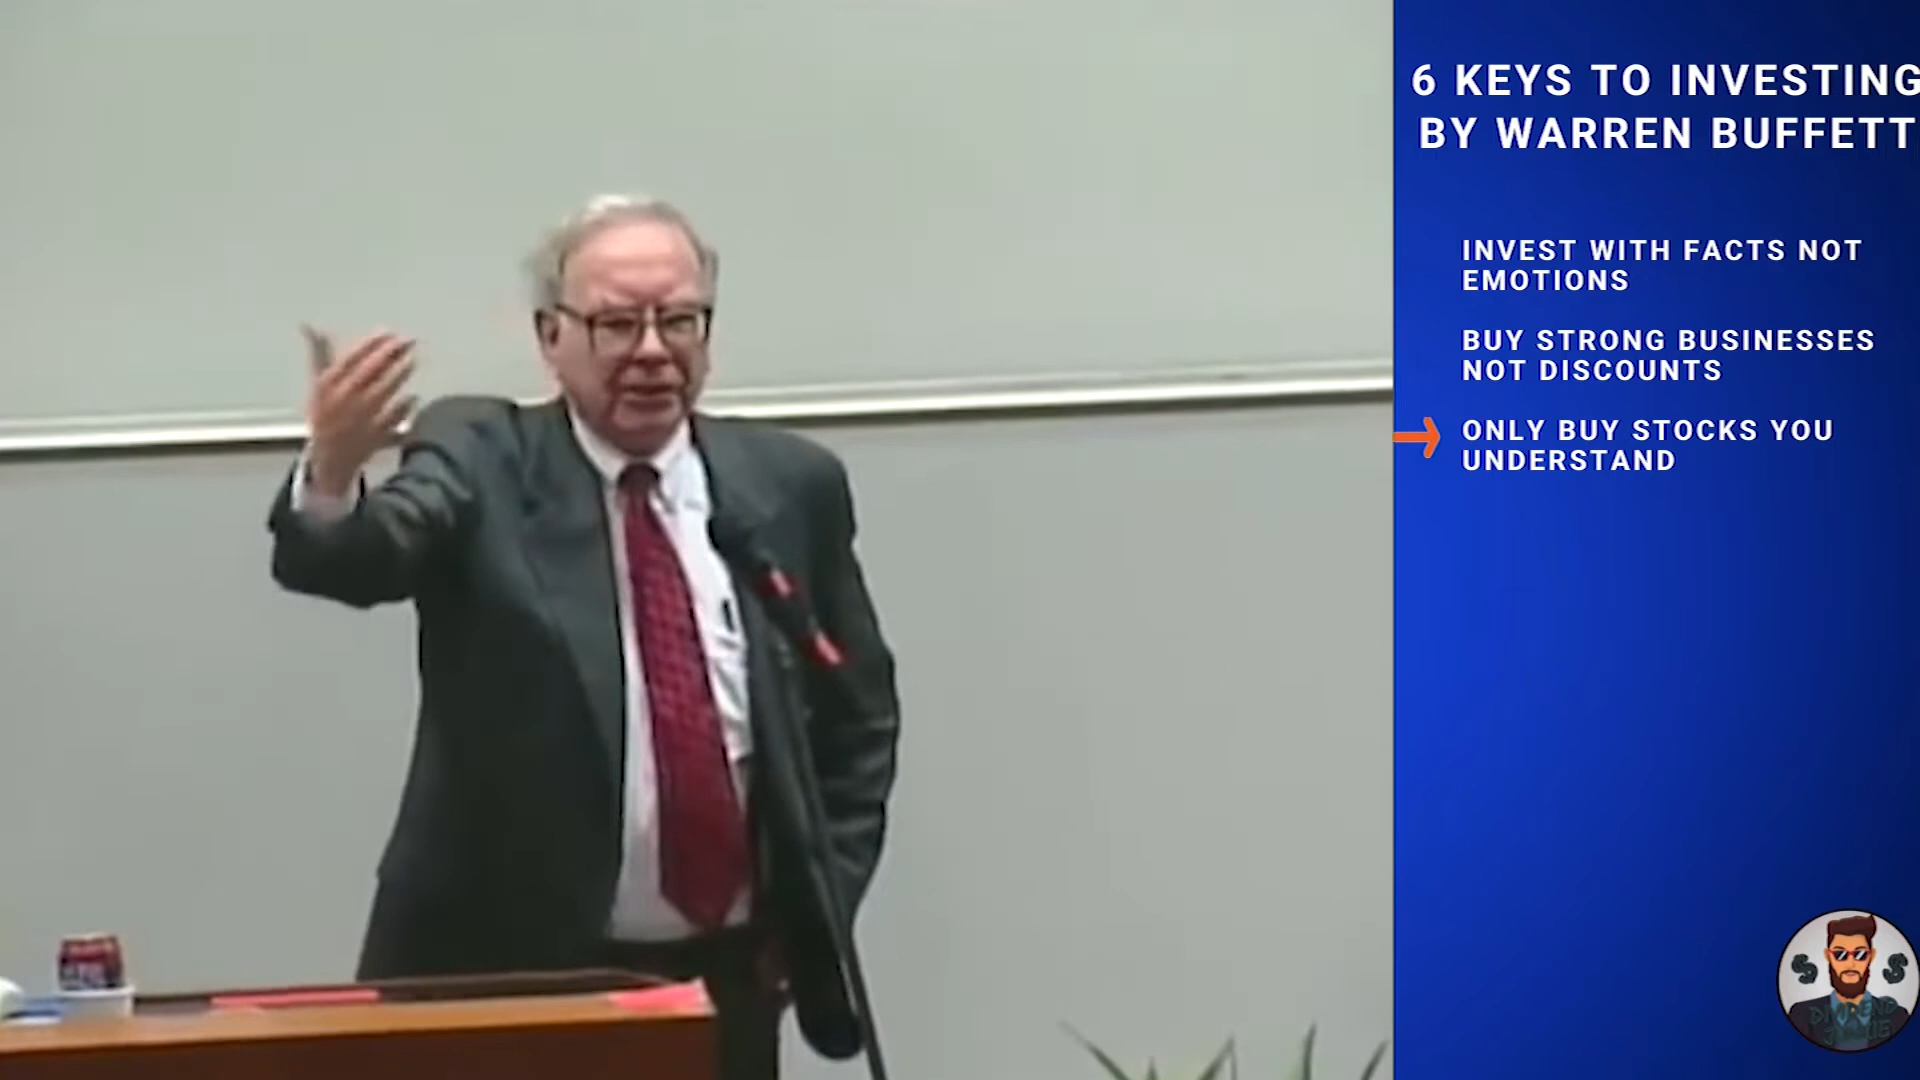 6 KEYS TO INVESTING
BY WARREN BUFFETT
INVEST WITH FACTS NOT
EMOTIONS
BUY STRONG BUSINESSES
NOT DISCOUNTS
ONLY BUY STOCKS YOU
UNDERSTAND
DIVIDEND